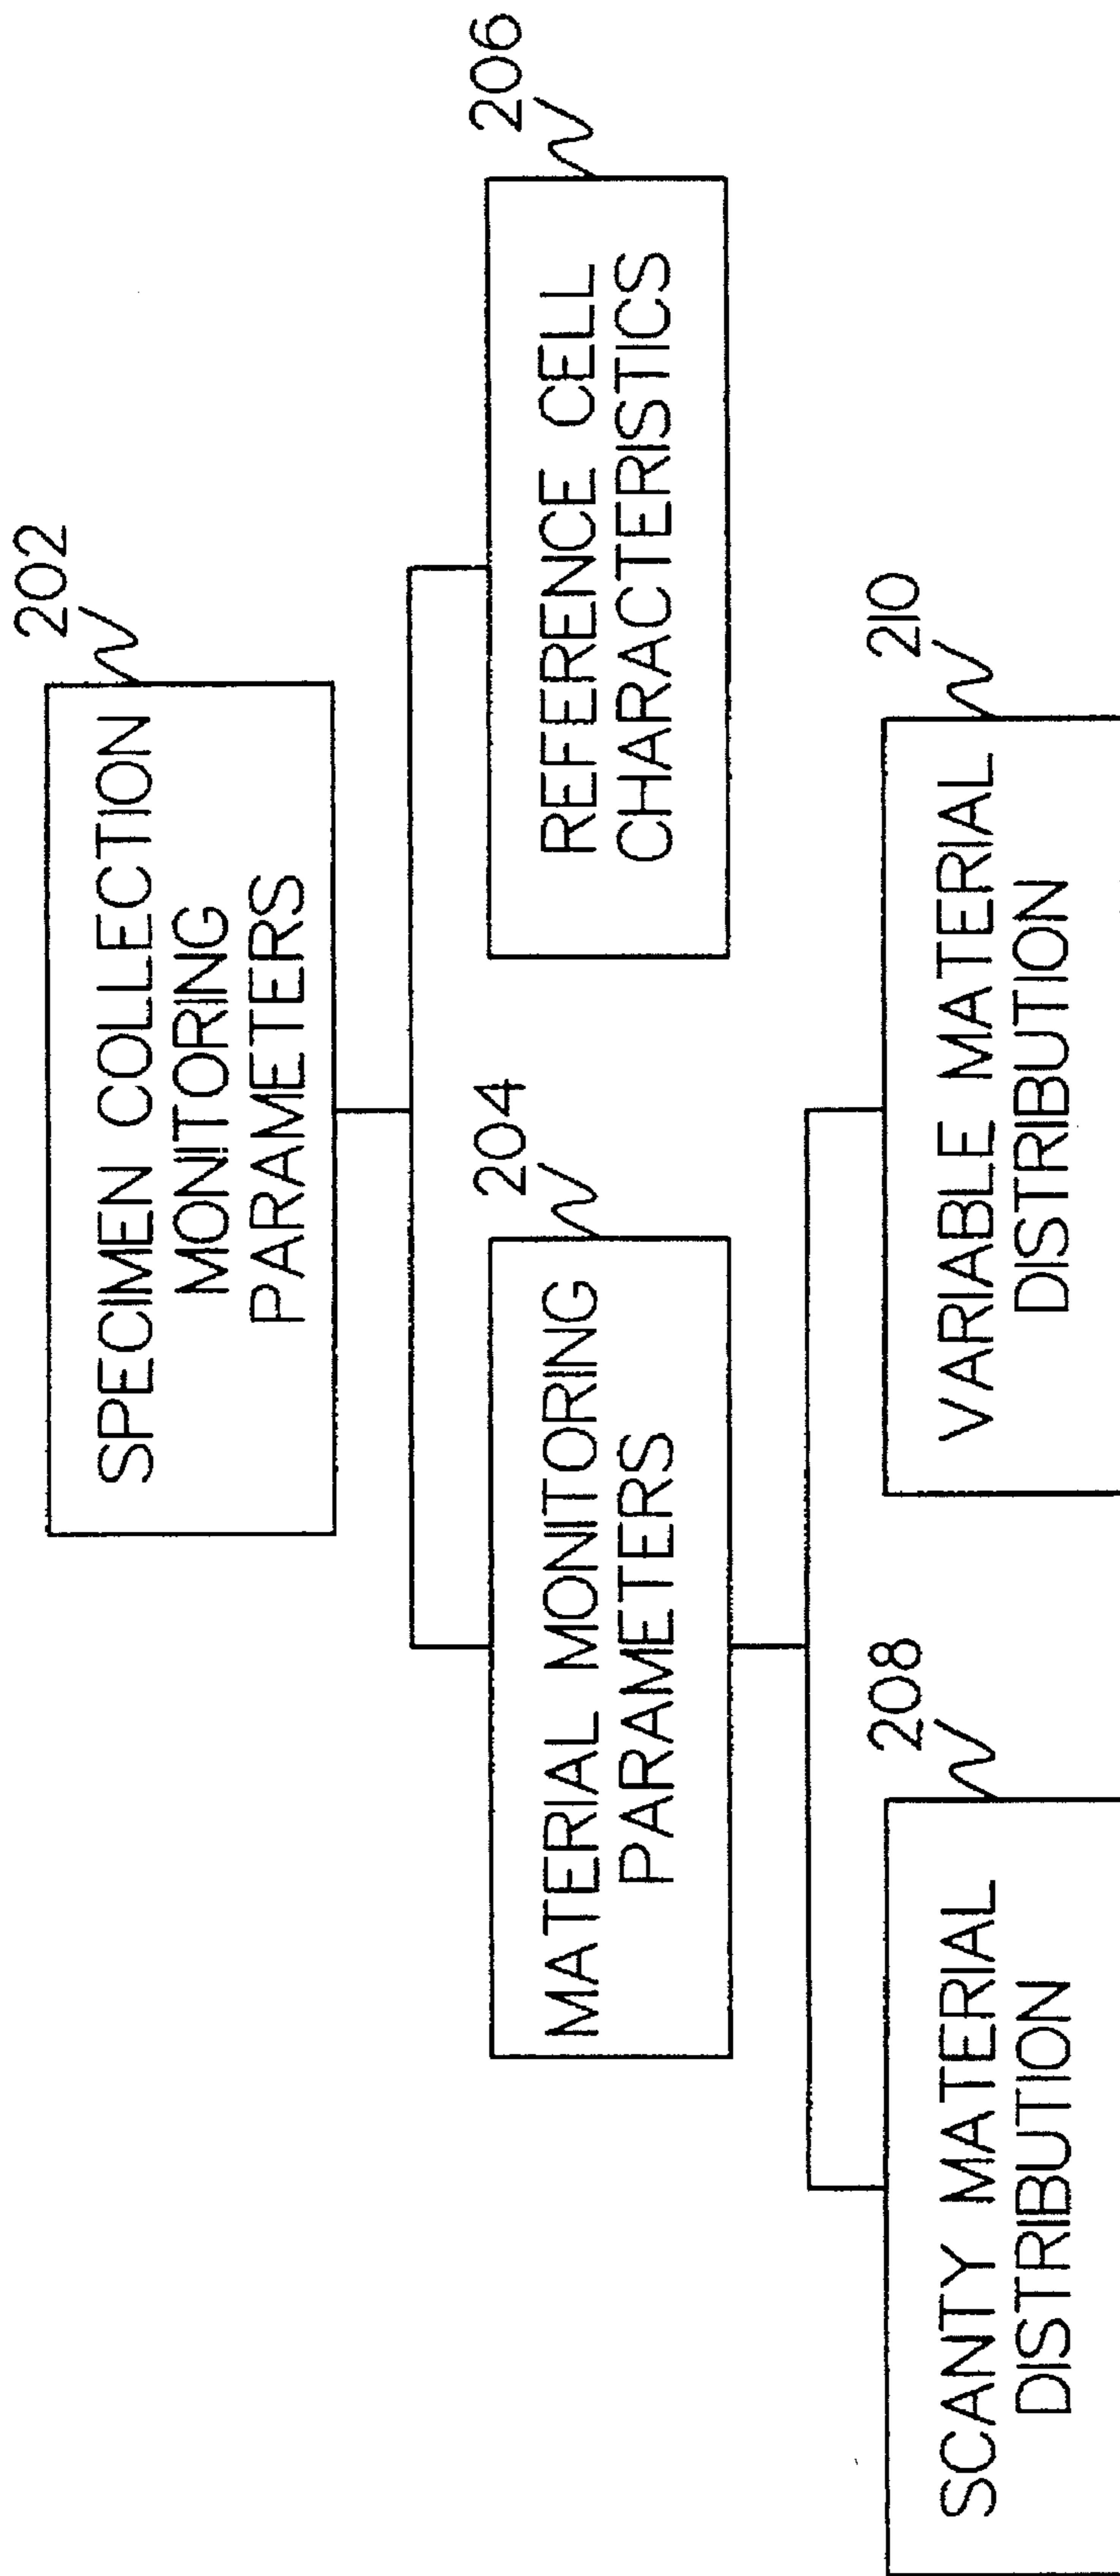 202
SPECIMEN COLLECTION
MONITORING
PARAMETERS
204
MATERIAL MONITORING
PARAMETERS
206
REFERENCE CELL
CHARACTERISTICS
208
SCANTY MATERIAL
DISTRIBUTION
210
VARIABLE MATERIAL
DISTRIBUTION